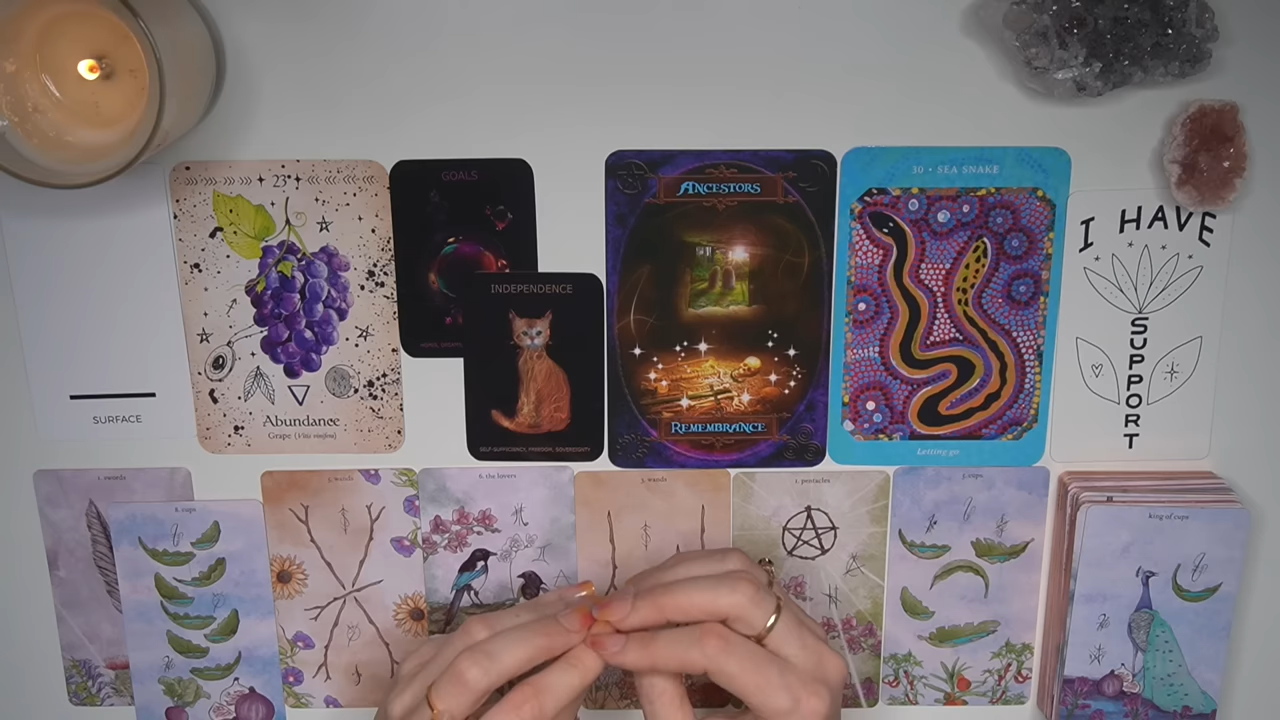 SURFACE
23
Abundance
Grape (Vitis vinifera)
GOALS
INDEPENDENCE
SELF-SUFFICIENCY, FREEDOM, SOVEREIGNTY
ANCESTORS
REMEMBRANCE
30 • SEA SNAKE
Letting go
I HAVE
SUPPORT
1. swords
8. cups
5. wands
6. the lovers
3. wands
1. pentacles
5. cups
king of cups